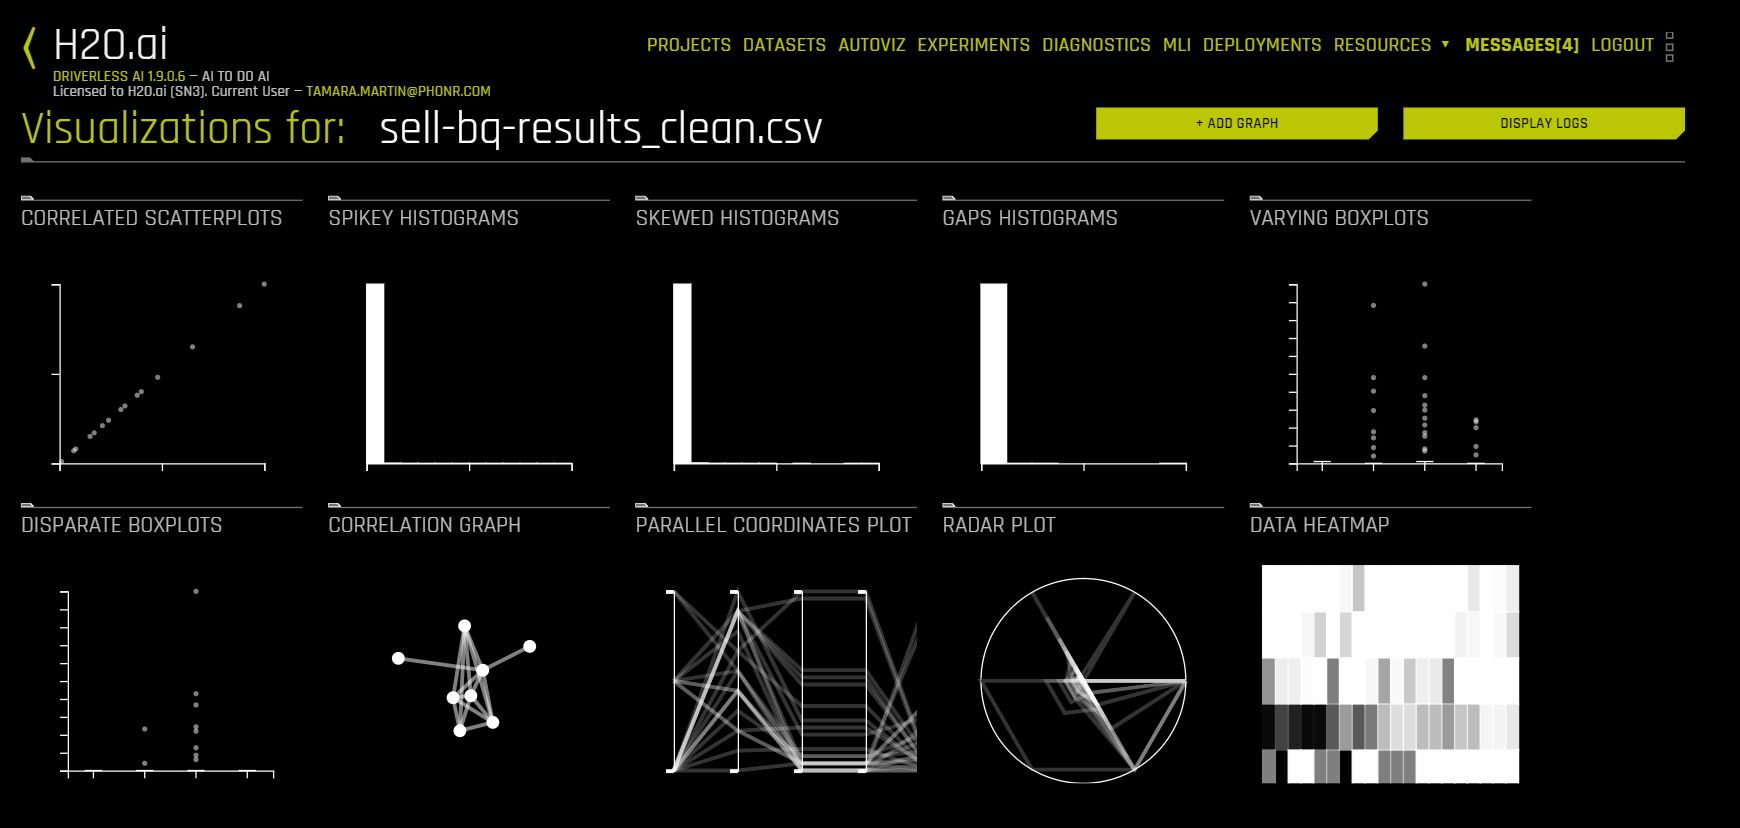 H2O.ai
DRIVERLESS AI 1.9.0.6 – AI TO DO AI
Licensed to H2O.ai (SN3). Current User – TAMARA.MARTIN@PHONR.COM
PROJECTS DATASETS AUTOVIZ EXPERIMENTS DIAGNOSTICS MLI DEPLOYMENTS RESOURCES MESSAGES[4] LOGOUT
Visualizations for: sell-bq-results_clean.csv
+ ADD GRAPH
DISPLAY LOGS
CORRELATED SCATTERPLOTS
SPIKEY HISTOGRAMS
SKEWED HISTOGRAMS
GAPS HISTOGRAMS
VARYING BOXPLOTS
DISPARATE BOXPLOTS
CORRELATION GRAPH
PARALLEL COORDINATES PLOT
RADAR PLOT
DATA HEATMAP